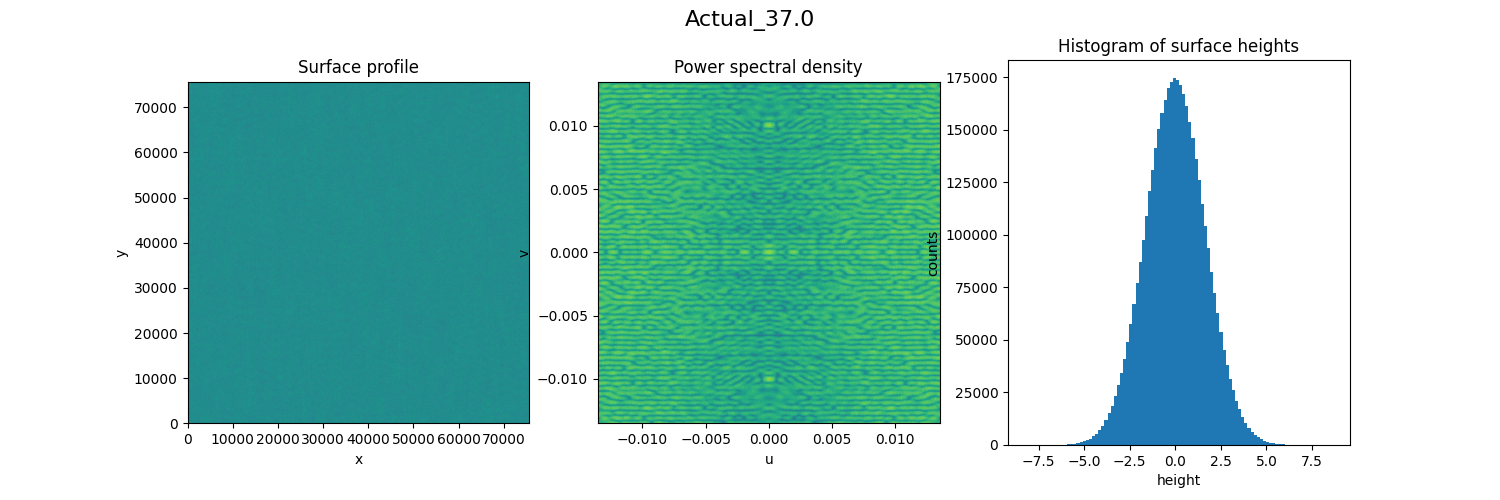 Actual_37.0
Surface profile
70000
60000
50000
40000
30000
20000
10000
0
y
0 10000 20000 30000 40000 50000 60000 70000
x
Power spectral density
0.010
0.005
0.000
−0.005
−0.010
v
−0.010 −0.005 0.000 0.005 0.010
u
Histogram of surface heights
175000
150000
125000
100000
75000
50000
25000
0
counts
−7.5 −5.0 −2.5 0.0 2.5 5.0 7.5
height